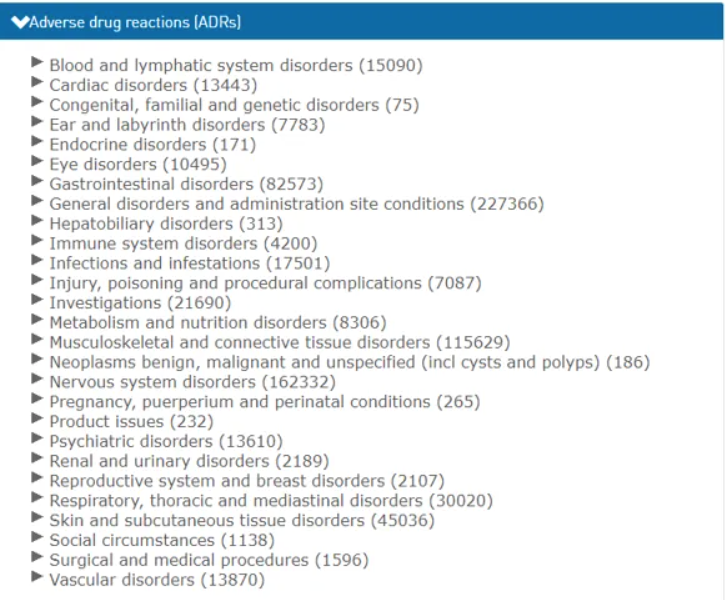 Adverse drug reactions (ADRs)
Blood and lymphatic system disorders (15090)
Cardiac disorders (13443)
Congenital, familial and genetic disorders (75)
Ear and labyrinth disorders (7783)
Endocrine disorders (171)
Eye disorders (10495)
Gastrointestinal disorders (82573)
General disorders and administration site conditions (227366)
Hepatobiliary disorders (313)
Immune system disorders (4200)
Infections and infestations (17501)
Injury, poisoning and procedural complications (7087)
Investigations (21690)
Metabolism and nutrition disorders (8306)
Musculoskeletal and connective tissue disorders (115629)
Neoplasms benign, malignant and unspecified (incl cysts and polyps) (186)
Nervous system disorders (162332)
Pregnancy, puerperium and perinatal conditions (265)
Product issues (232)
Psychiatric disorders (13610)
Renal and urinary disorders (2189)
Reproductive system and breast disorders (2107)
Respiratory, thoracic and mediastinal disorders (30020)
Skin and subcutaneous tissue disorders (45036)
Social circumstances (1138)
Surgical and medical procedures (1596)
Vascular disorders (13870)